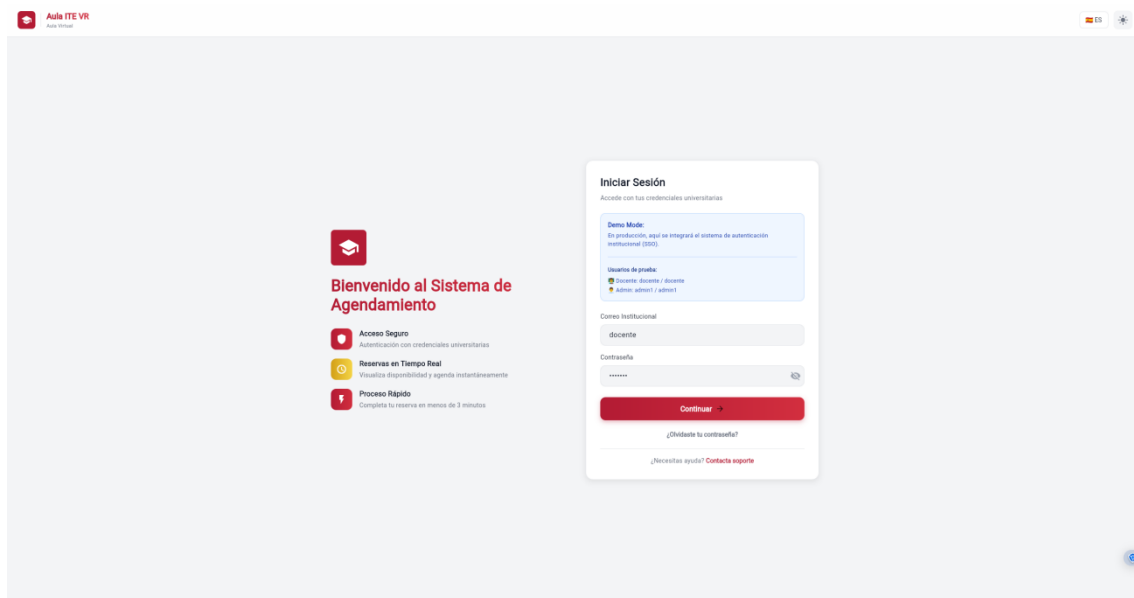 Aula ITE VR
Aula Virtual
ES
Bienvenido al Sistema de
Agendamiento
Acceso Seguro
Autenticación con credenciales universitarias
Reservas en Tiempo Real
Visualiza disponibilidad y agenda instantáneamente
Proceso Rápido
Completa tu reserva en menos de 3 minutos
Iniciar Sesión
Accede con tus credenciales universitarias
Demo Mode:
En producción, aquí se integrará el sistema de autenticación
institucional (SSO).
Usuarios de prueba:
Docente: docente / docente
Admin: admin1 / admin1
Correo Institucional
docente
Contraseña
•••••••
Continuar →
¿Olvidaste tu contraseña?
¿Necesitas ayuda? Contacta soporte